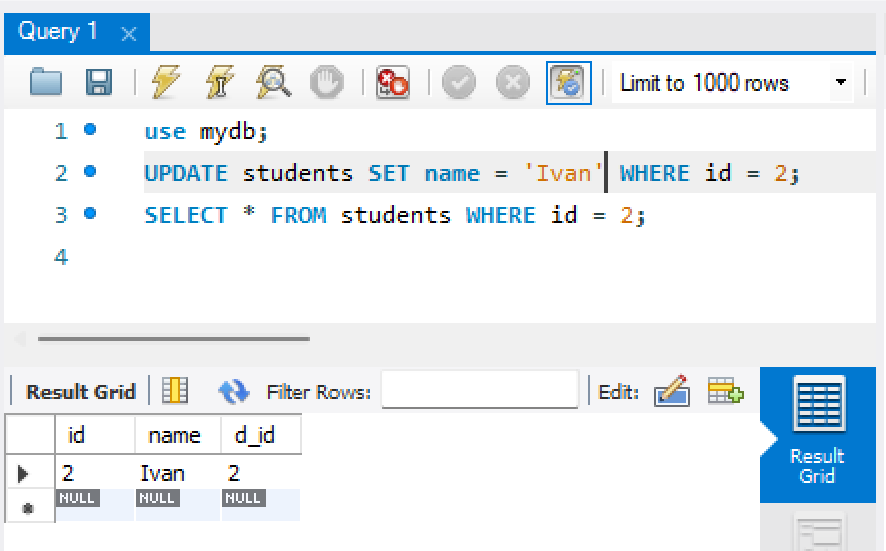 Query 1
Limit to 1000 rows
1 use mydb;
2 UPDATE students SET name = 'Ivan' WHERE id = 2;
3 SELECT * FROM students WHERE id = 2;
4
Result Grid Filter Rows: Edit:
id name d_id
2 Ivan 2
NULL NULL NULL
Result
Grid